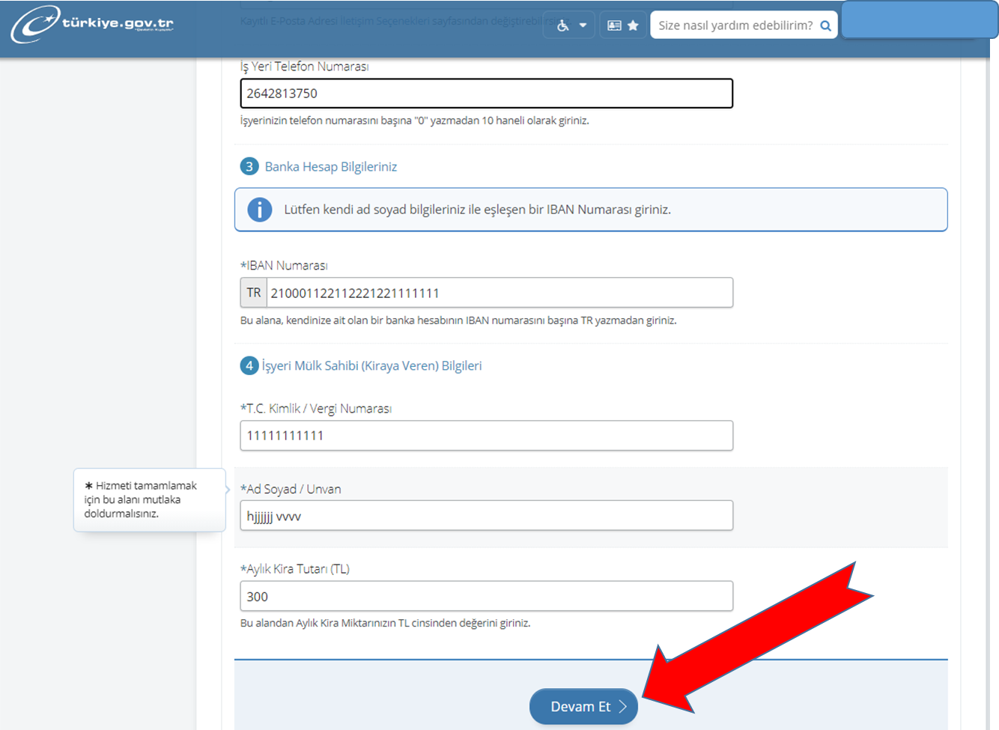 türkiye.gov.tr
Kayıtlı E-Posta Adresi İletişim Seçenekleri sayfasından değiştirebilirsiniz.
Size nasıl yardım edebilirim?
İş Yeri Telefon Numarası
2642813750
İşyerinizin telefon numarasını başına "0" yazmadan 10 haneli olarak giriniz.
3 Banka Hesap Bilgileriniz
Lütfen kendi ad soyad bilgileriniz ile eşleşen bir IBAN Numarası giriniz.
*IBAN Numarası
TR 210001122112221221111111
Bu alana, kendinize ait olan bir banka hesabının IBAN numarasını başına TR yazmadan giriniz.
4 İşyeri Mülk Sahibi (Kiraya Veren) Bilgileri
*T.C. Kimlik / Vergi Numarası
11111111111
* Hizmeti tamamlamak
için bu alanı mutlaka
doldurmalısınız.
*Ad Soyad / Unvan
hjjjjjj vvvv
*Aylık Kira Tutarı (TL)
300
Bu alandan Aylık Kira Miktarınızın TL cinsinden değerini giriniz.
Devam Et